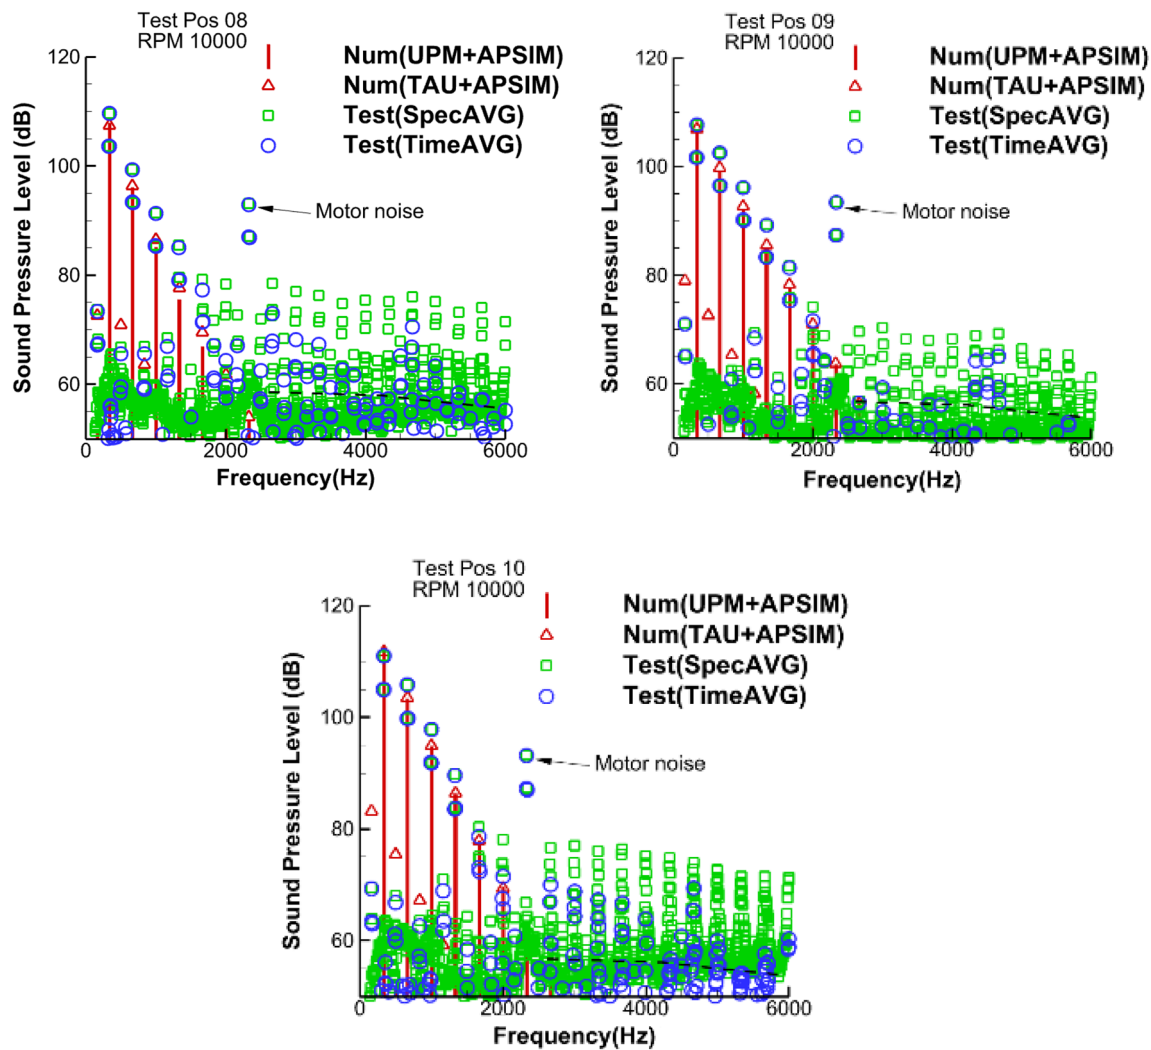 Test Pos 08
RPM 10000
Num(UPM+APSIM)
Num(TAU+APSIM)
Test(SpecAVG)
Test(TimeAVG)
Motor noise
Sound Pressure Level (dB)
120
100
80
60
0
2000
4000
6000
Frequency(Hz)
Test Pos 09
RPM 10000
Num(UPM+APSIM)
Num(TAU+APSIM)
Test(SpecAVG)
Test(TimeAVG)
Motor noise
Sound Pressure Level (dB)
120
100
80
60
0
2000
4000
6000
Frequency(Hz)
Test Pos 10
RPM 10000
Num(UPM+APSIM)
Num(TAU+APSIM)
Test(SpecAVG)
Test(TimeAVG)
Motor noise
Sound Pressure Level (dB)
120
100
80
60
0
2000
4000
6000
Frequency(Hz)